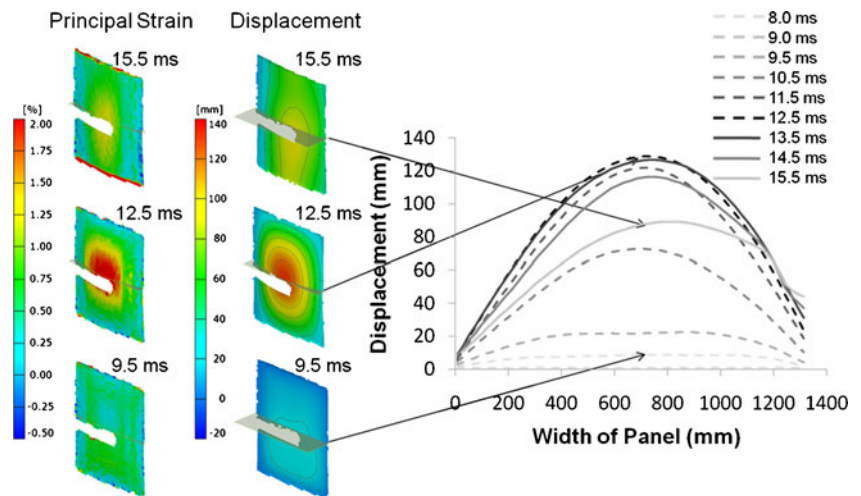 Principal Strain
Displacement
15.5 ms
15.5 ms
[%]
2.00
1.75
1.50
1.25
1.00
0.75
0.50
0.25
0.00
-0.25
-0.50
[mm]
140
120
100
80
60
40
20
0
-20
12.5 ms
12.5 ms
9.5 ms
9.5 ms
8.0 ms
9.0 ms
9.5 ms
10.5 ms
11.5 ms
12.5 ms
13.5 ms
14.5 ms
15.5 ms
Displacement (mm)
140
120
100
80
60
40
20
0
0 200 400 600 800 1000 1200 1400
Width of Panel (mm)